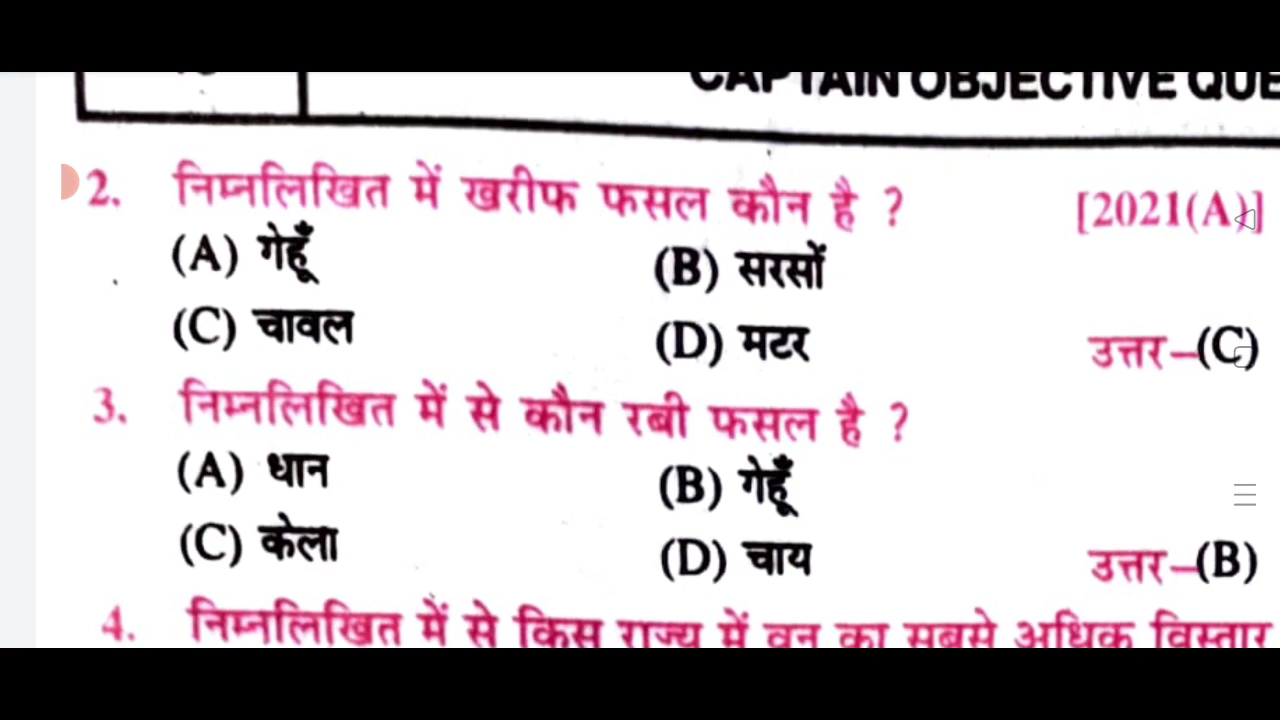 CAPTAIN OBJECTIVE QUE
2. निम्नलिखित में खरीफ फसल कौन है ? [2021(A)]
(A) गेहूँ (B) सरसों
(C) चावल (D) मटर उत्तर–(C)
3. निम्नलिखित में से कौन रबी फसल है ?
(A) धान (B) गेहूँ
(C) केला (D) चाय उत्तर–(B)
4. निम्नलिखित में से किस राज्य में वन का सबसे अधिक विस्तार